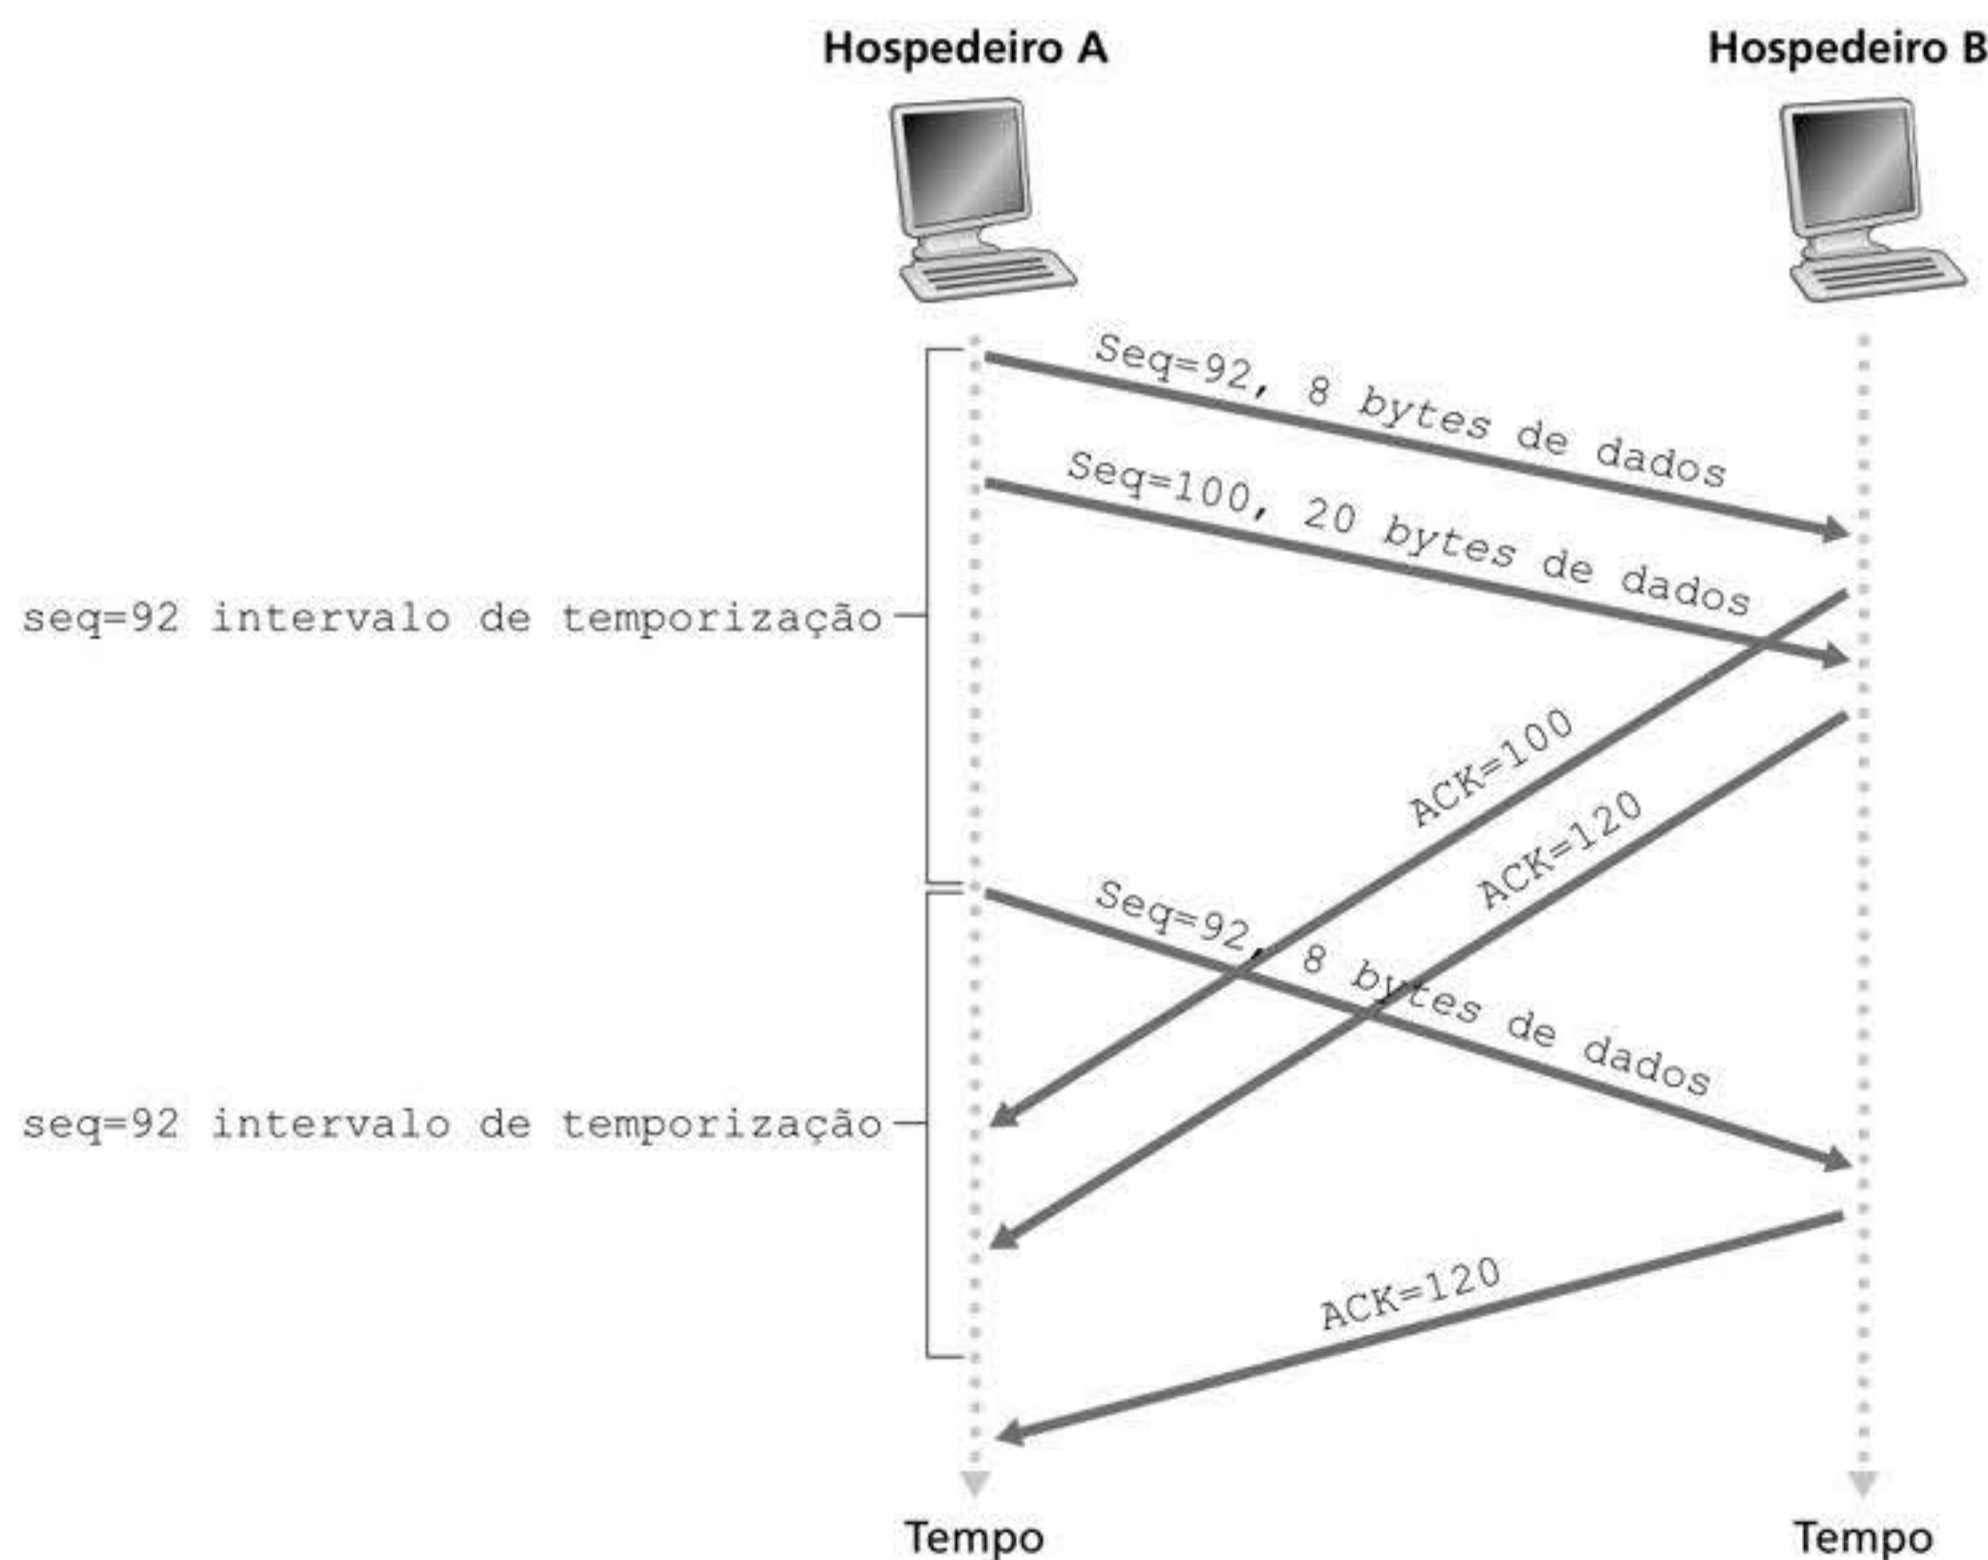 Hospedeiro A
Hospedeiro B
Seq=92, 8 bytes de dados
Seq=100, 20 bytes de dados
seq=92 intervalo de temporização
ACK=100
ACK=120
Seq=92, 8 bytes de dados
seq=92 intervalo de temporização
ACK=120
Tempo
Tempo